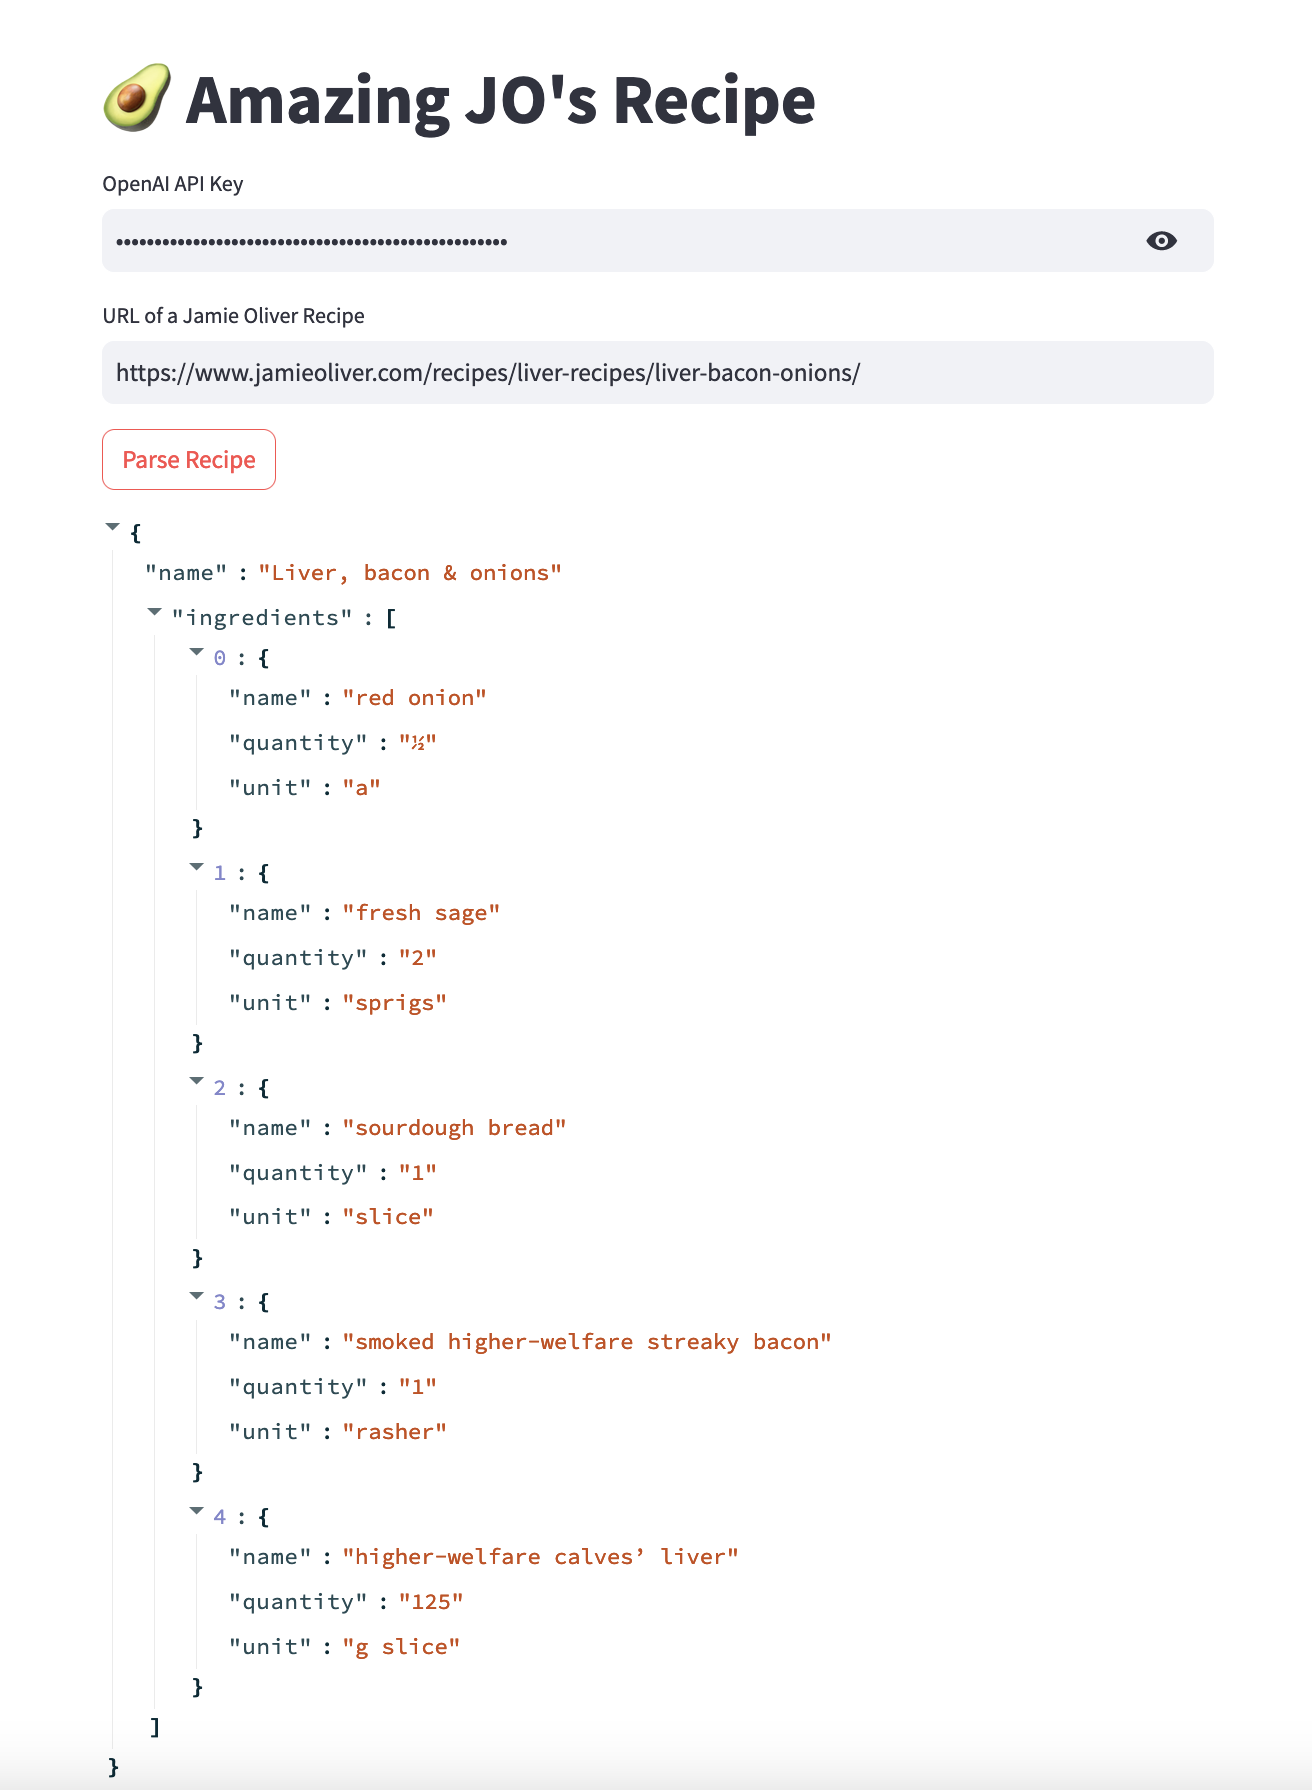 Amazing JO's Recipe
OpenAI API Key
••••••••••••••••••••••••••••••••••••••••••••••••••••
URL of a Jamie Oliver Recipe
https://www.jamieoliver.com/recipes/liver-recipes/liver-bacon-onions/
Parse Recipe
{
"name" : "Liver, bacon & onions"
"ingredients" : [
0 : {
"name" : "red onion"
"quantity" : "½"
"unit" : "a"
}
1 : {
"name" : "fresh sage"
"quantity" : "2"
"unit" : "sprigs"
}
2 : {
"name" : "sourdough bread"
"quantity" : "1"
"unit" : "slice"
}
3 : {
"name" : "smoked higher-welfare streaky bacon"
"quantity" : "1"
"unit" : "rasher"
}
4 : {
"name" : "higher-welfare calves’ liver"
"quantity" : "125"
"unit" : "g slice"
}
]
}